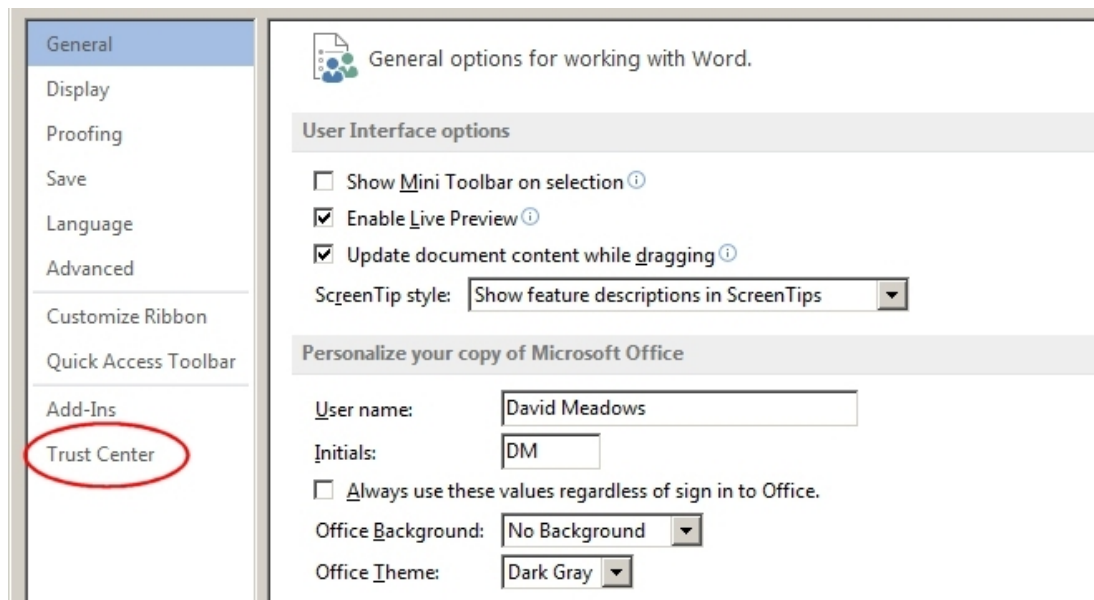 General
Display
Proofing
Save
Language
Advanced
Customize Ribbon
Quick Access Toolbar
Add-Ins
Trust Center
General options for working with Word.
User Interface options
Show Mini Toolbar on selection
Enable Live Preview
Update document content while dragging
ScreenTip style: Show feature descriptions in ScreenTips
Personalize your copy of Microsoft Office
User name: David Meadows
Initials: DM
Always use these values regardless of sign in to Office.
Office Background: No Background
Office Theme: Dark Gray